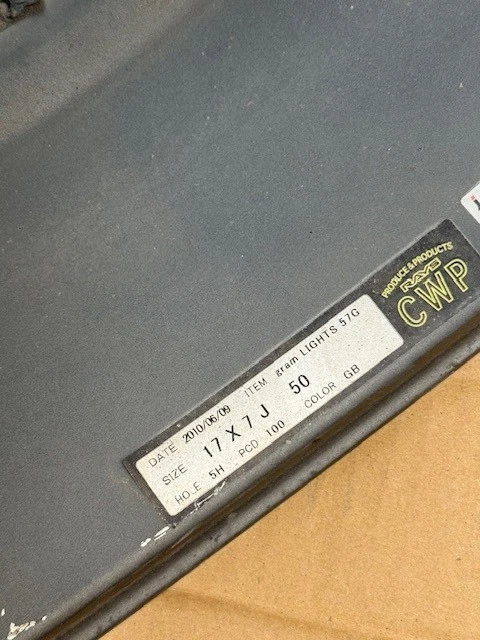 DATE 2010/06/09 ITEM gram LIGHTS 57G
SIZE 17 X 7 J 50
HOLE 5H PCD 100 COLOR GB
PRODUCE & PRODUCTS
RAYS
CWP